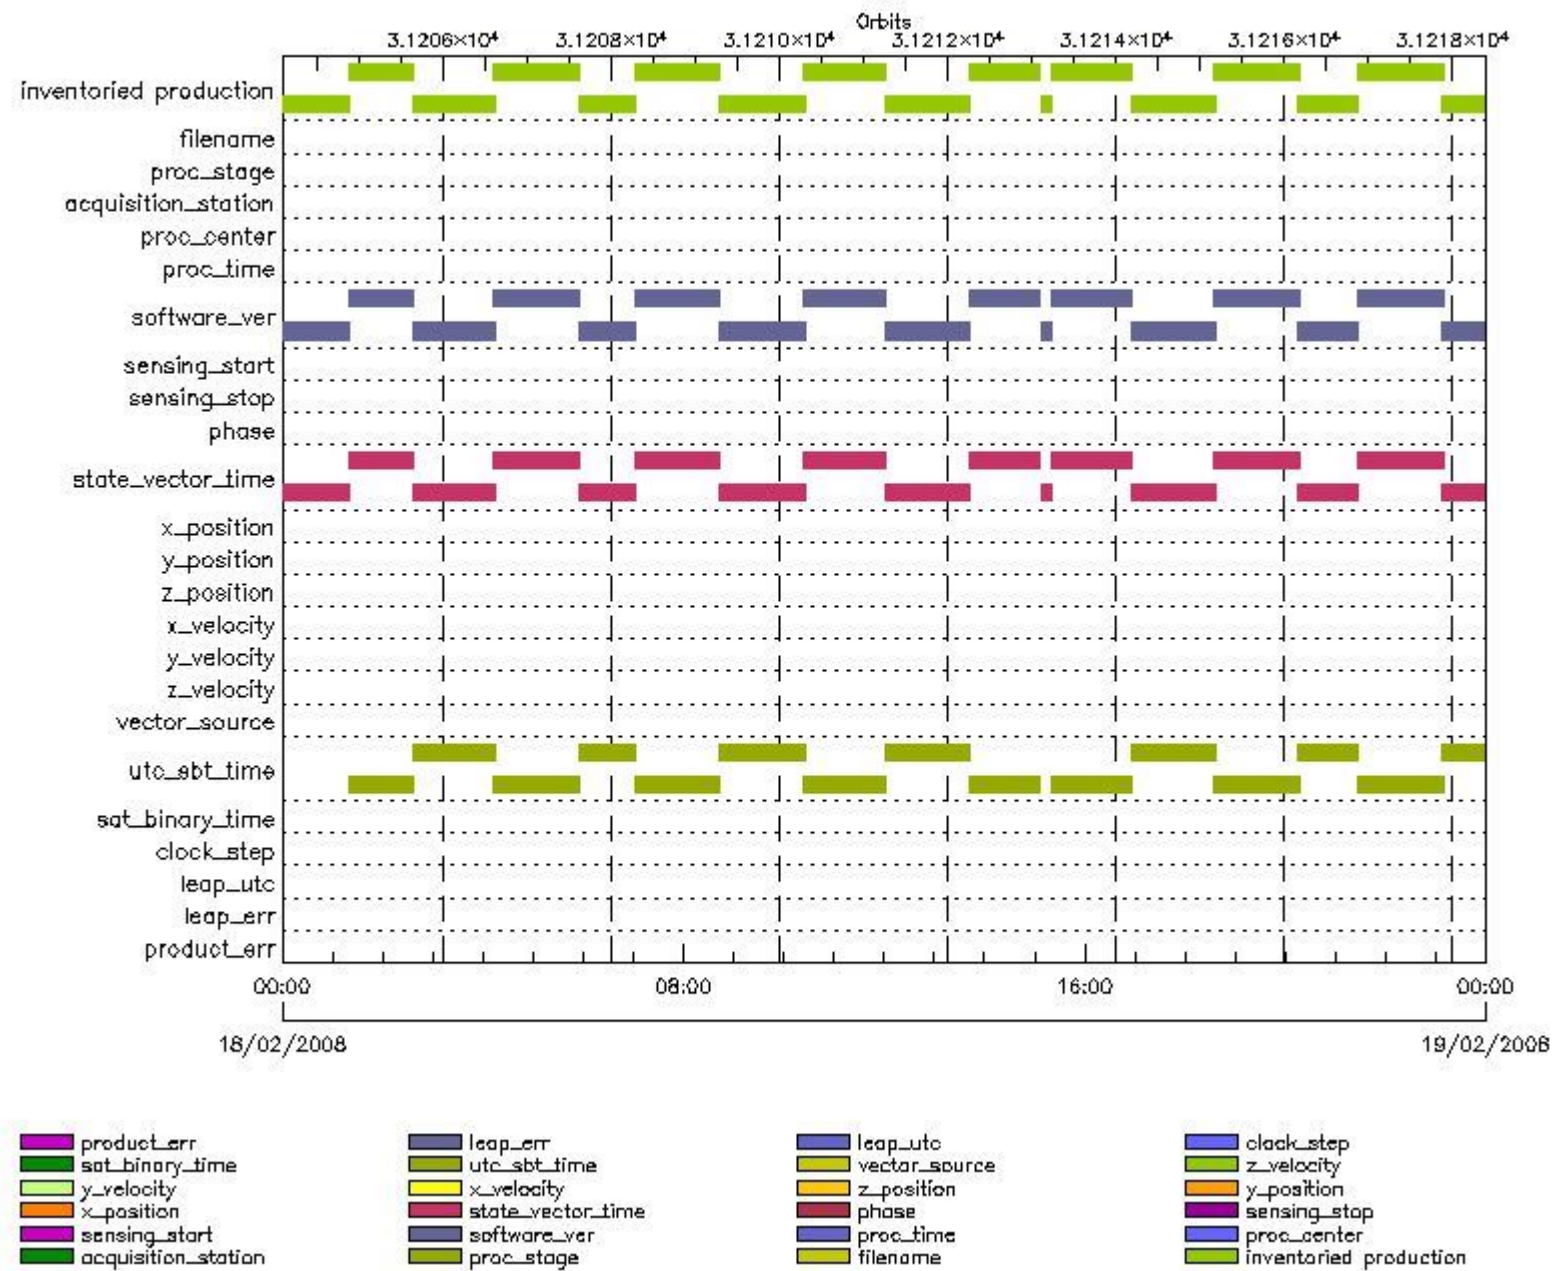 Orbits
3.1206×10⁴ 3.1208×10⁴ 3.1210×10⁴ 3.1212×10⁴ 3.1214×10⁴ 3.1216×10⁴ 3.1218×10⁴
inventoried production
filename
proc_stage
acquisition_station
proc_center
proc_time
software_ver
sensing_start
sensing_stop
phase
state_vector_time
x_position
y_position
z_position
x_velocity
y_velocity
z_velocity
vector_source
utc_sbt_time
sat_binary_time
clock_step
leap_utc
leap_err
product_err
00:00 08:00 16:00 00:00
18/02/2008 19/02/2008
product_err leap_err leap_utc clock_step
sat_binary_time utc_sbt_time vector_source z_velocity
y_velocity x_velocity z_position y_position
x_position state_vector_time phase sensing_stop
sensing_start software_ver proc_time proc_center
acquisition_station proc_stage filename inventoried production